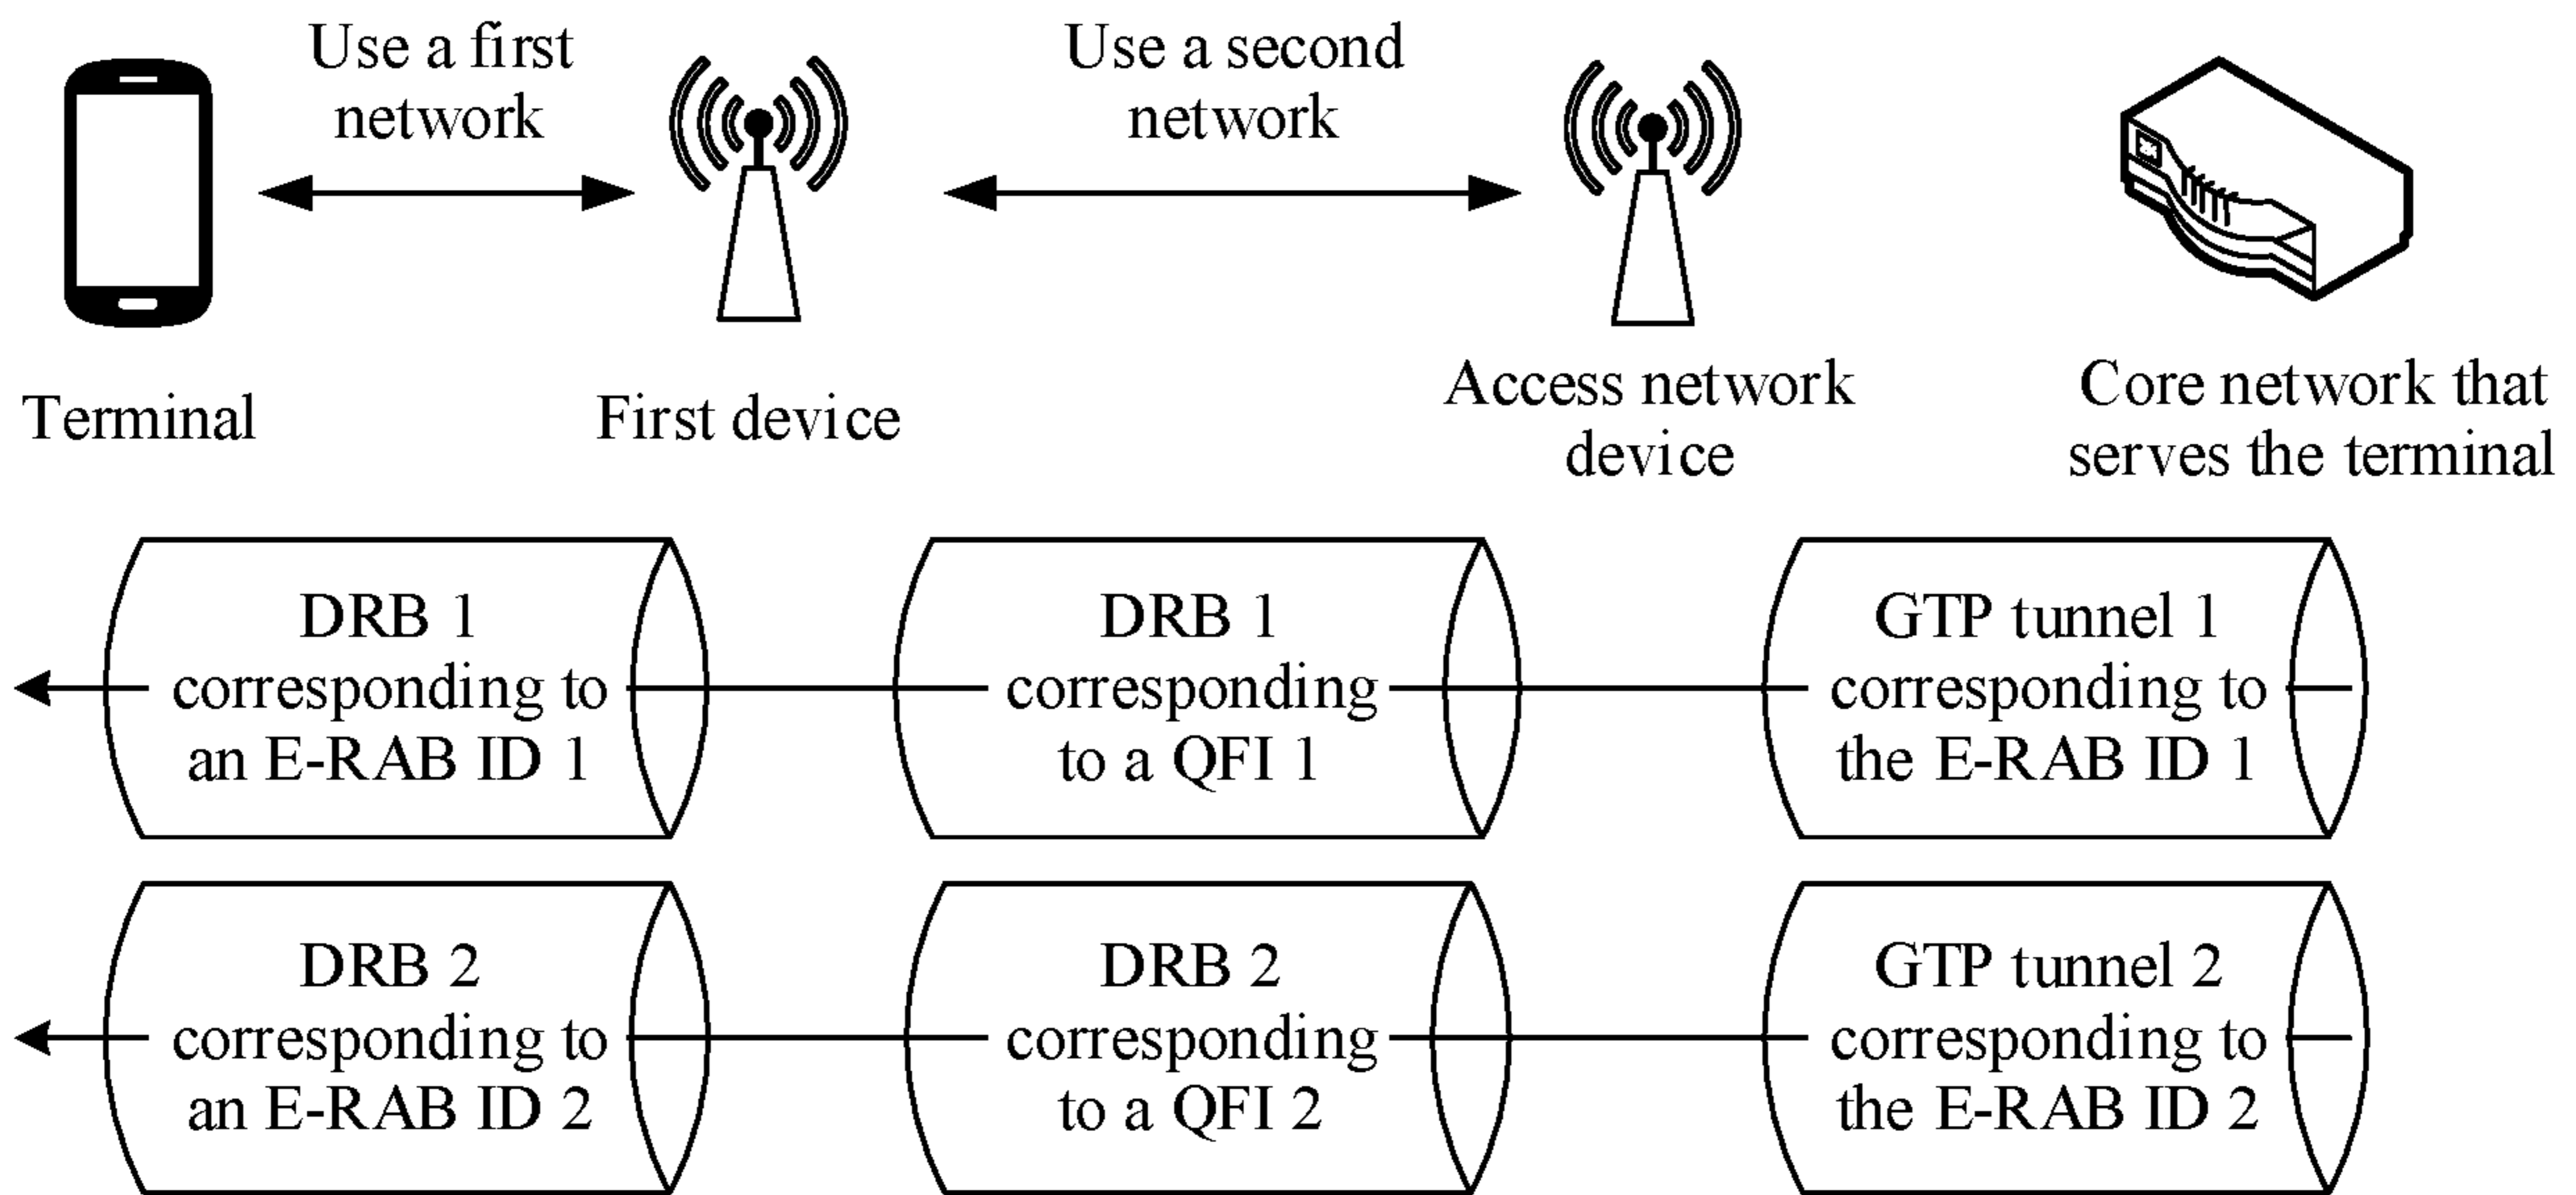 Use a first
network
Use a second
network
Terminal
First device
Access network
device
Core network that
serves the terminal
DRB 1
corresponding to
an E-RAB ID 1
DRB 1
corresponding
to a QFI 1
GTP tunnel 1
corresponding to
the E-RAB ID 1
DRB 2
corresponding to
an E-RAB ID 2
DRB 2
corresponding
to a QFI 2
GTP tunnel 2
corresponding to
the E-RAB ID 2